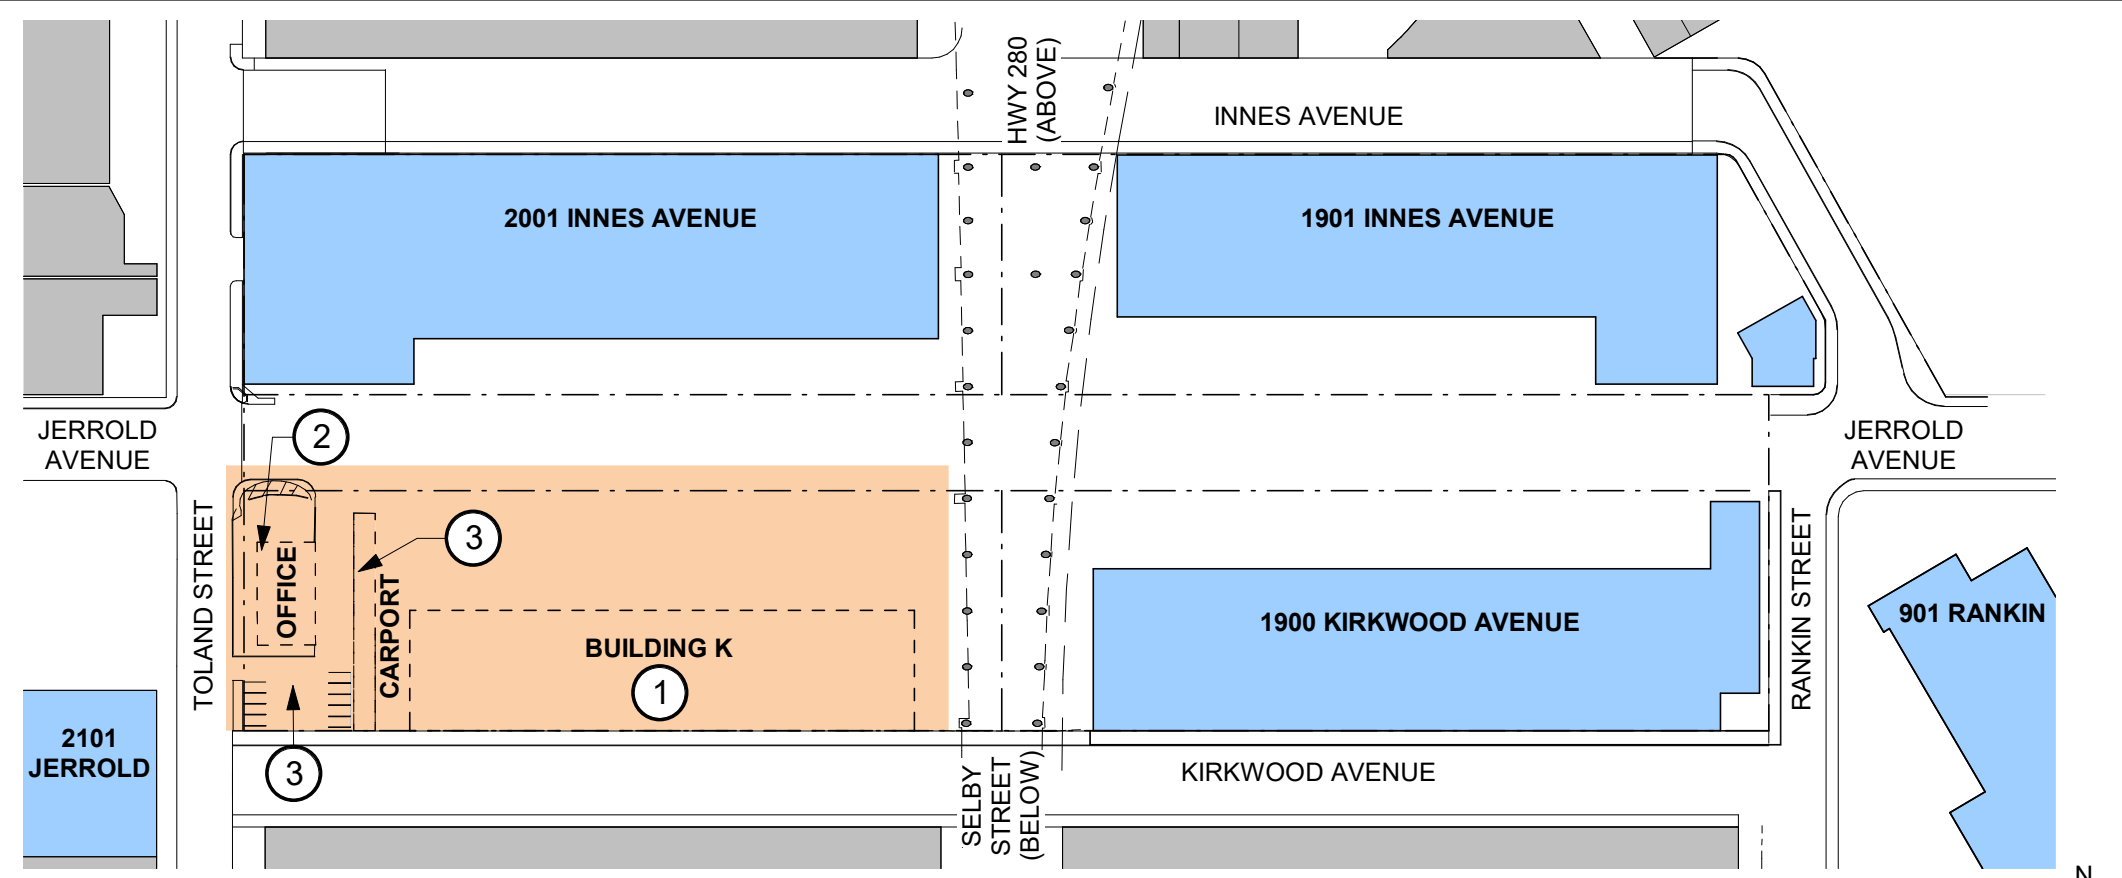 HWY 280
(ABOVE)
INNES AVENUE
2001 INNES AVENUE
1901 INNES AVENUE
JERROLD
AVENUE
2
JERROLD
AVENUE
TOLAND STREET
OFFICE
3
CARPORT
BUILDING K
1
1900 KIRKWOOD AVENUE
RANKIN STREET
901 RANKIN
2101
JERROLD
3
SELBY
STREET
(BELOW)
KIRKWOOD AVENUE
N